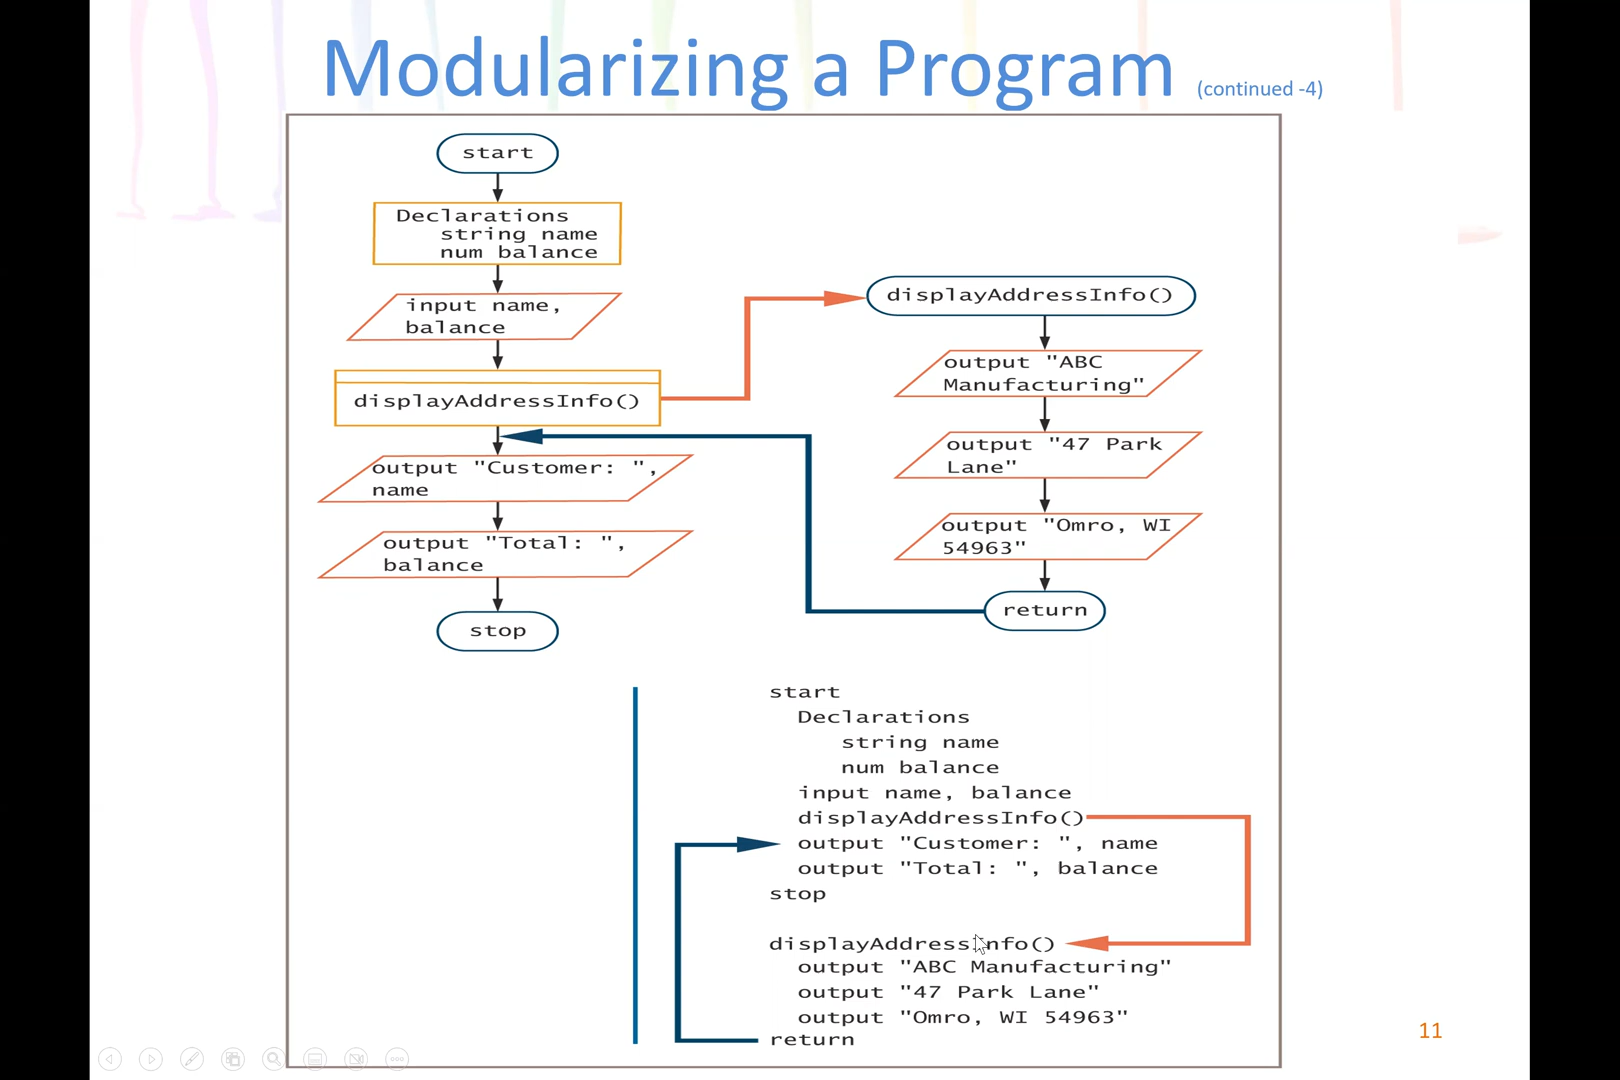 Modularizing a Program (continued -4)
start
Declarations
string name
num balance
input name,
balance
displayAddressInfo()
output "Customer: ",
name
output "Total: ",
balance
stop
displayAddressInfo()
output "ABC
Manufacturing"
output "47 Park
Lane"
output "Omro, WI
54963"
return
start
Declarations
string name
num balance
input name, balance
displayAddressInfo()
output "Customer: ", name
output "Total: ", balance
stop
displayAddressInfo()
output "ABC Manufacturing"
output "47 Park Lane"
output "Omro, WI 54963"
return
11